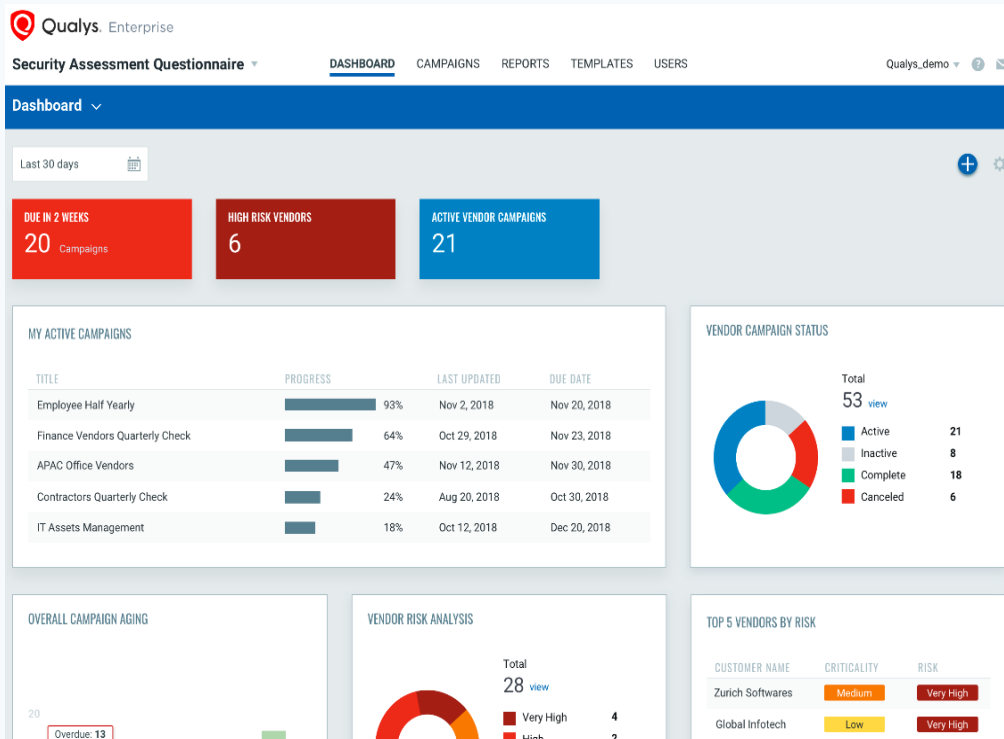 Qualys. Enterprise
Security Assessment Questionnaire
DASHBOARD CAMPAIGNS REPORTS TEMPLATES USERS
Qualys_demo ?
Dashboard
Last 30 days
DUE IN 2 WEEKS
20 Campaigns
HIGH RISK VENDORS
6
ACTIVE VENDOR CAMPAIGNS
21
MY ACTIVE CAMPAIGNS
TITLE PROGRESS LAST UPDATED DUE DATE
Employee Half Yearly 93% Nov 2, 2018 Nov 20, 2018
Finance Vendors Quarterly Check 64% Oct 29, 2018 Nov 23, 2018
APAC Office Vendors 47% Nov 12, 2018 Nov 30, 2018
Contractors Quarterly Check 24% Aug 20, 2018 Oct 30, 2018
IT Assets Management 18% Oct 12, 2018 Dec 20, 2018
VENDOR CAMPAIGN STATUS
Total
53 view
Active 21
Inactive 8
Complete 18
Canceled 6
OVERALL CAMPAIGN AGING
20
Overdue: 13
VENDOR RISK ANALYSIS
Total
28 view
Very High 4
High 2
TOP 5 VENDORS BY RISK
CUSTOMER NAME CRITICALITY RISK
Zurich Softwares Medium Very High
Global Infotech Low Very High